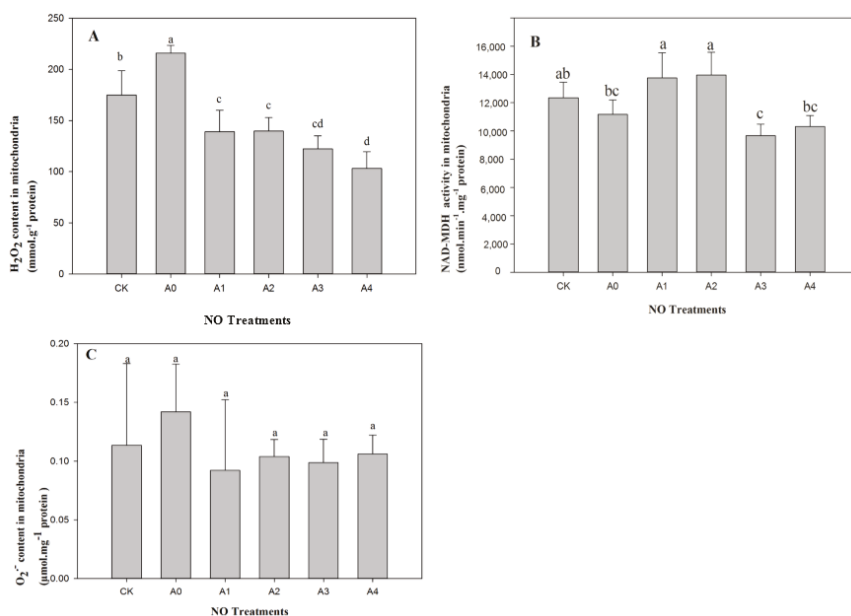 A
H₂O₂ content in mitochondria
(mmol.g⁻¹ protein)
250
200
150
100
50
0
b
a
c
c
cd
d
CK A0 A1 A2 A3 A4
NO Treatments
B
NAD-MDH activity in mitochondria
(nmol.min⁻¹.mg⁻¹ protein)
16,000
14,000
12,000
10,000
8,000
6,000
4,000
2,000
0
ab
bc
a
a
c
bc
CK A0 A1 A2 A3 A4
NO Treatments
C
O₂·⁻ content in mitochondria
(μmol.mg⁻¹ protein )
0.20
0.15
0.10
0.05
0.00
a
a
a
a
a
a
CK A0 A1 A2 A3 A4
NO Treatments